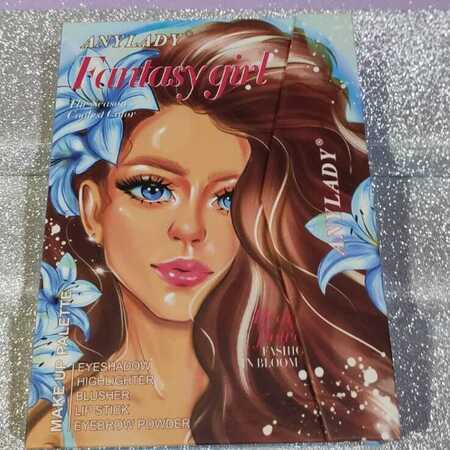 ANYLADY®
Fantasy girl
The Season
Coolest Color
ANYLADY®
FASHIO
IN BLOOM
MAKE-UP PALETTE
EYESHADOW
HIGHLIGHTER
BLUSHER
LIP STICK
EYEBROW POWDER